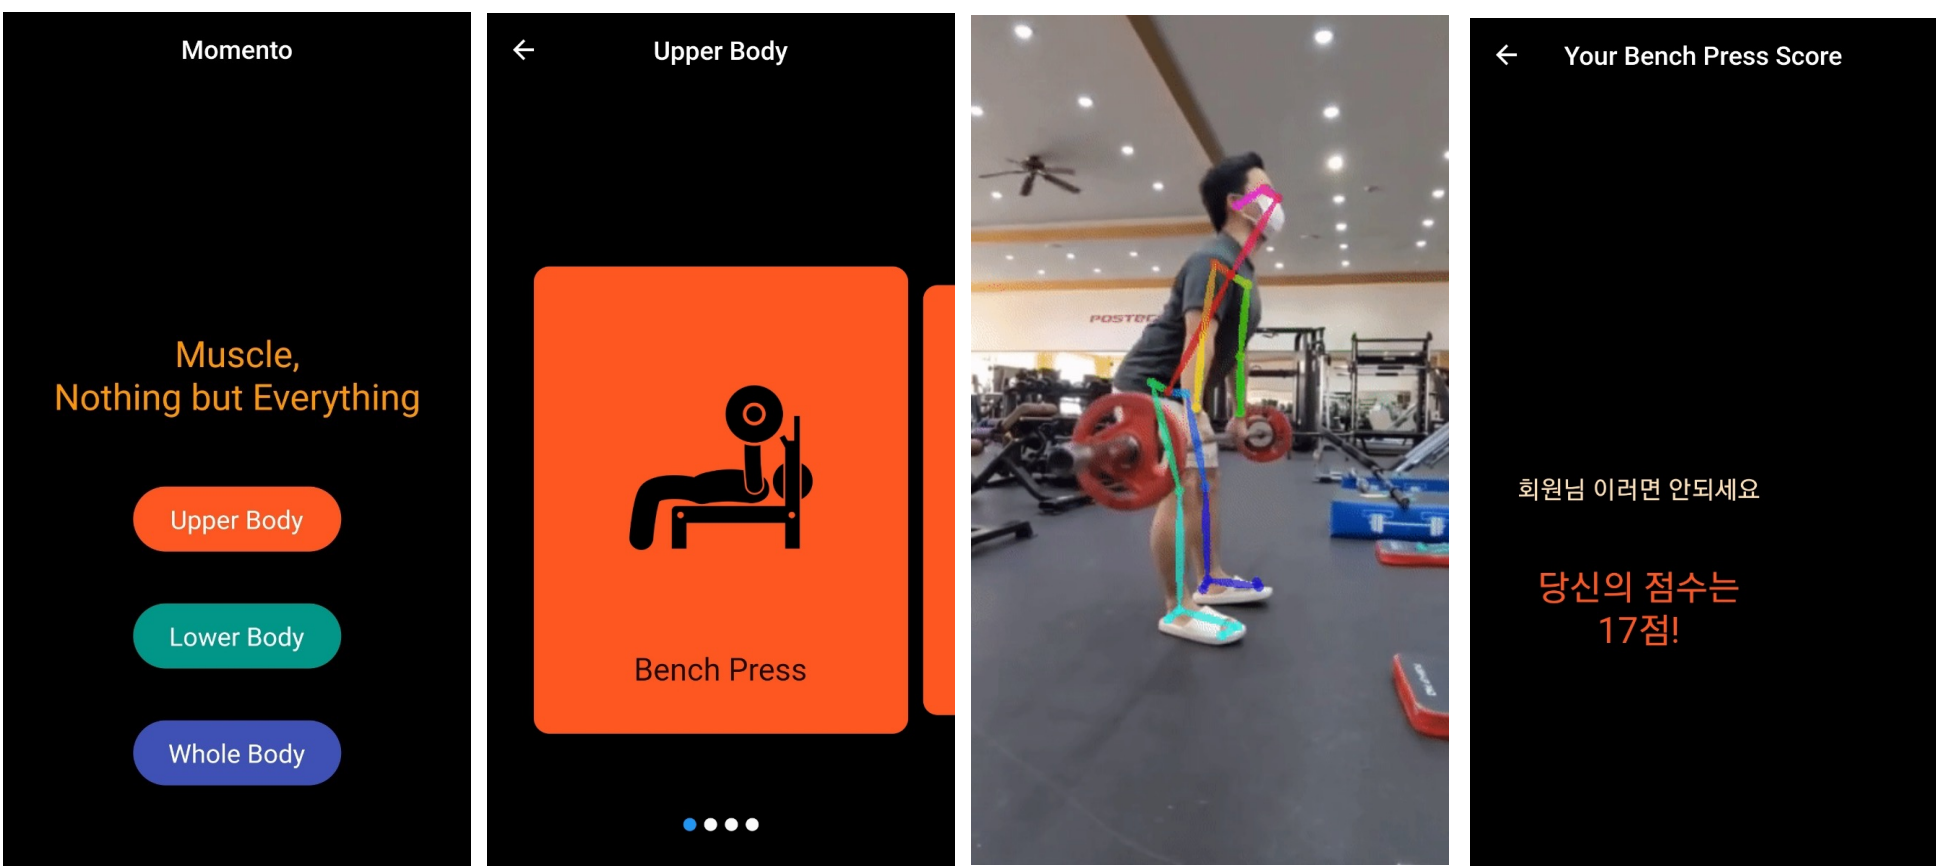 Momento
Muscle,
Nothing but Everything
Upper Body
Lower Body
Whole Body
Upper Body
Bench Press
POSTEC
Your Bench Press Score
회원님 이러면 안되세요
당신의 점수는
17점!